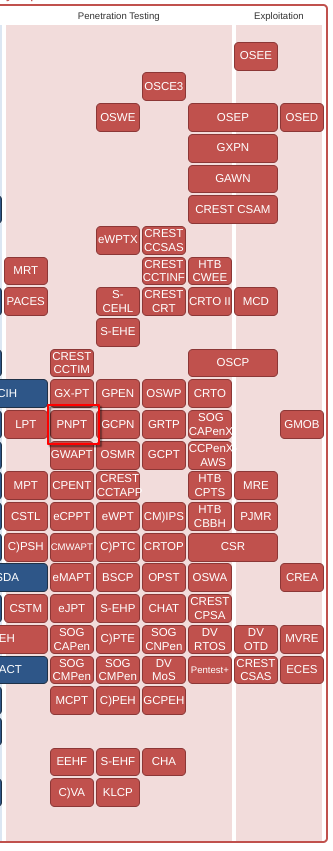 Penetration Testing Exploitation
OSEE
OSCE3
OSWE OSEP OSED
GXPN
GAWN
CREST CSAM
eWPTX CREST CCSAS
MRT CREST CCTINF HTB CWEE
PACES S-CEHL CREST CRT CRTO II MCD
S-EHE
CREST CCTIM OSCP
CIH GX-PT GPEN OSWP CRTO
LPT PNPT GCPN GRTP SOG CAPenX GMOB
GWAPT OSMR GCPT CCPenX AWS
MPT CPENT CREST CCTAPP HTB CPTS MRE
CSTL eCPPT eWPT CM)IPS HTB CBBH PJMR
C)PSH CMWAPT C)PTC CRTOP CSR
SDA eMAPT BSCP OPST OSWA CREA
CSTM eJPT S-EHP CHAT CREST CPSA
EH SOG CAPen C)PTE SOG CNPen DV RTOS DV OTD MVRE
ACT SOG CMPen SOG CMPen DV MoS Pentest+ CREST CSAS ECES
MCPT C)PEH GCPEH
EEHF S-EHF CHA
C)VA KLCP